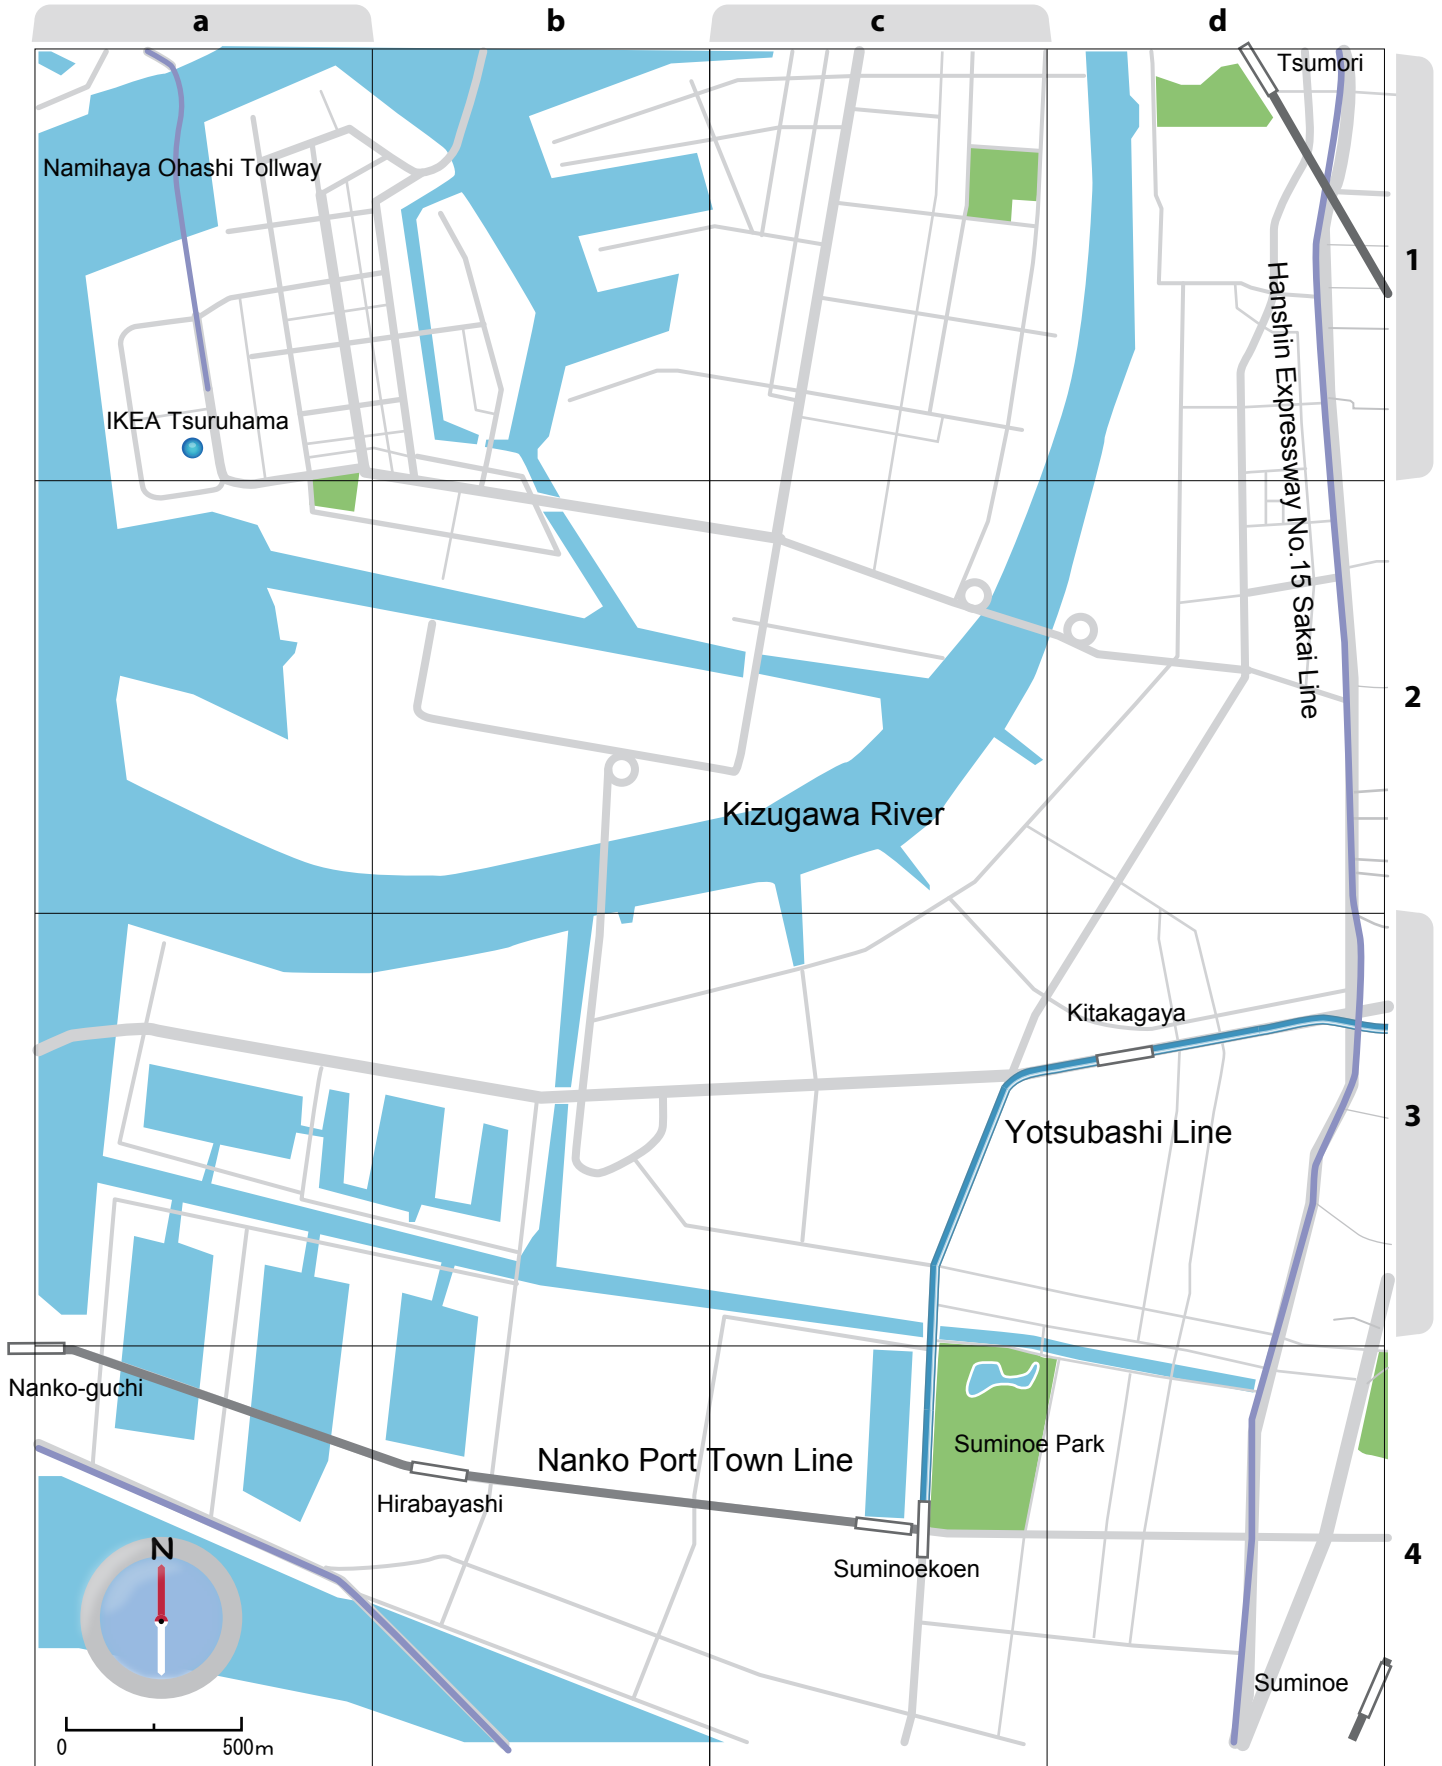 a
b
c
d
Tsumori
Namihaya Ohashi Tollway
1
Hanshin Expressway No.15 Sakai Line
IKEA Tsuruhama
2
Kizugawa River
Kitakagaya
3
Yotsubashi Line
Nanko-guchi
Suminoe Park
Nanko Port Town Line
Hirabayashi
N
4
Suminoekoen
Suminoe
0 500m